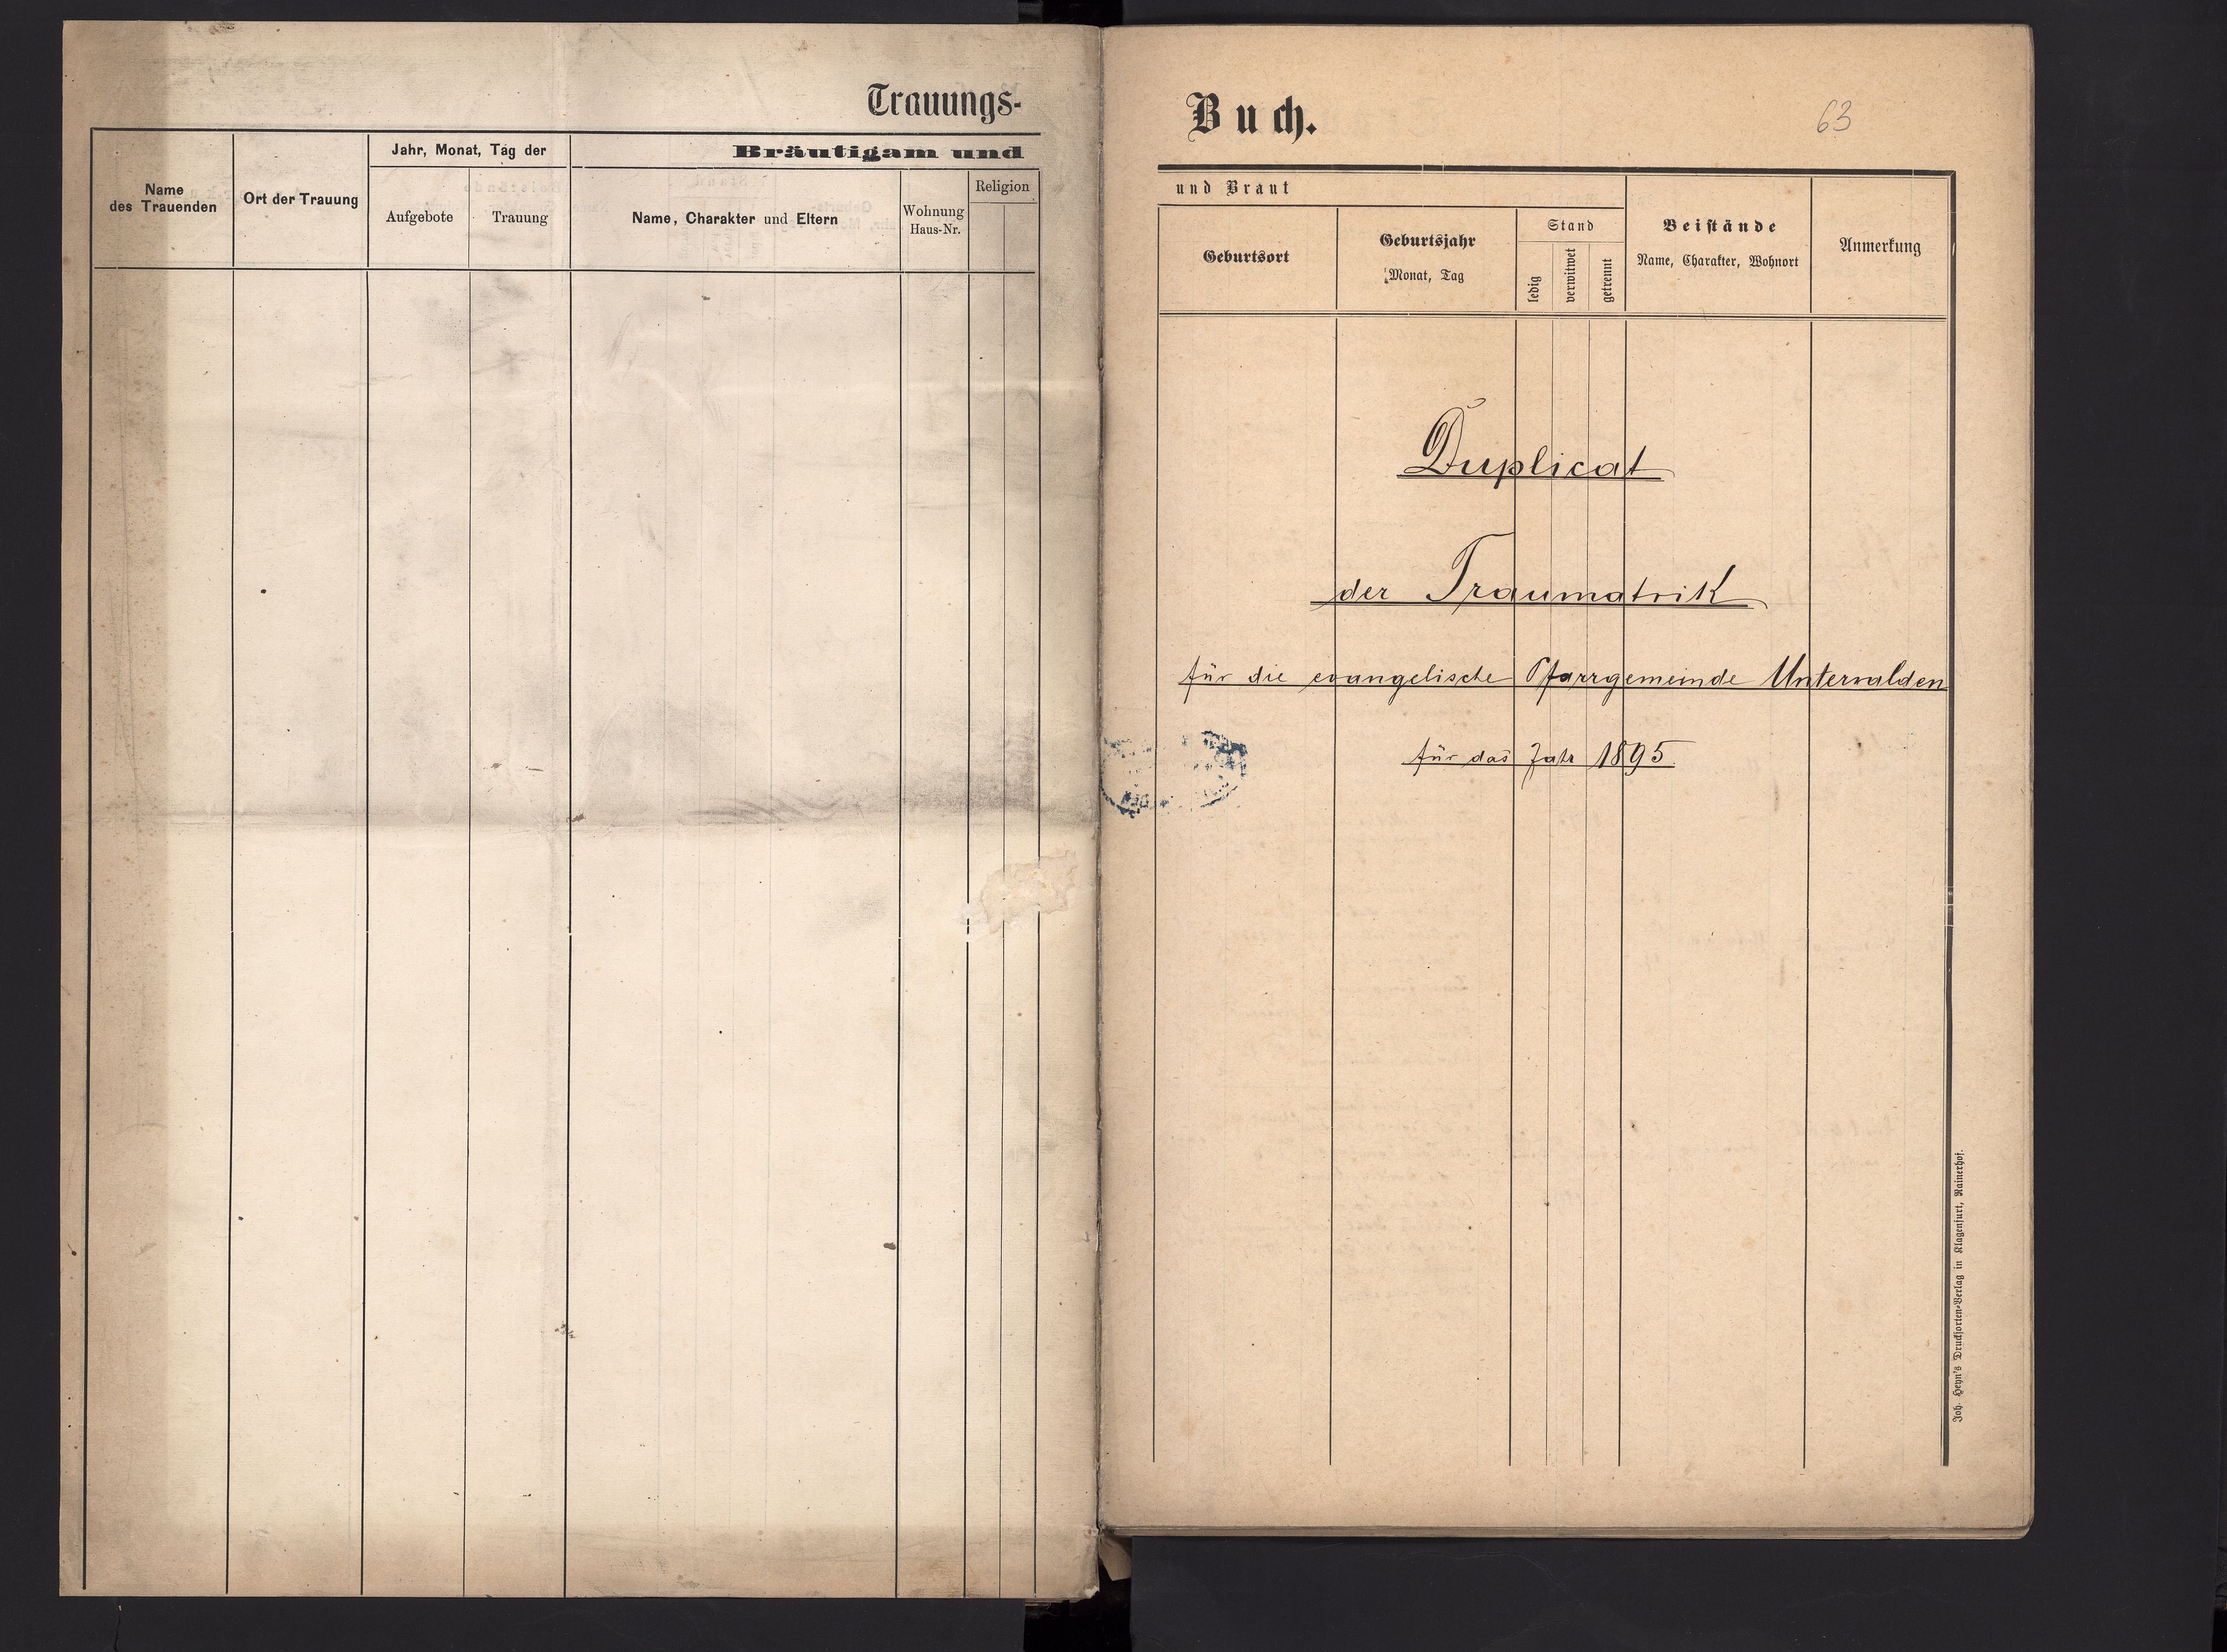 Trauungs-
Name
des Trauenden
Ort der Trauung
Jahr, Monat, Tag der
Aufgebote
Trauung
Bräutigam und
Name, Charakter und Eltern
Wohnung
Haus-Nr.
Religion
Buch.
63
und Braut
Geburtsort
Geburtsjahr
Monat, Tag
Stand
ledig
verwitwet
getrennt
Beistände
Name, Charakter, Wohnort
Anmerkung
Duplicat
der Traumatrik
für die evangelische Pfarrgemeinde Unterwalden
für das Jahr 1895.
Joh. Heyn's Drucksorten-Verlag in Klagenfurt, Rainerhof.